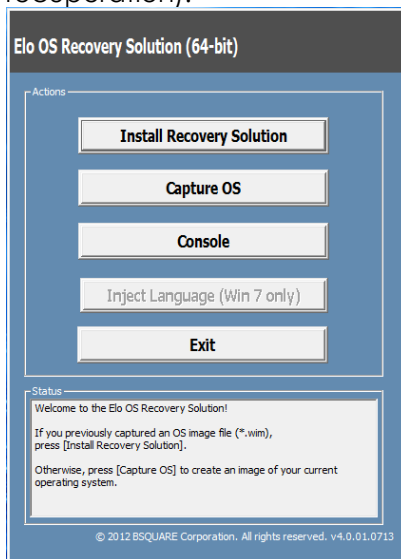 Elo OS Recovery Solution (64-bit)
Actions
Install Recovery Solution
Capture OS
Console
Inject Language (Win 7 only)
Exit
Status
Welcome to the Elo OS Recovery Solution!
If you previously captured an OS image file (*.wim),
press [Install Recovery Solution].
Otherwise, press [Capture OS] to create an image of your current
operating system.
© 2012 BSQUARE Corporation. All rights reserved. v4.0.01.0713